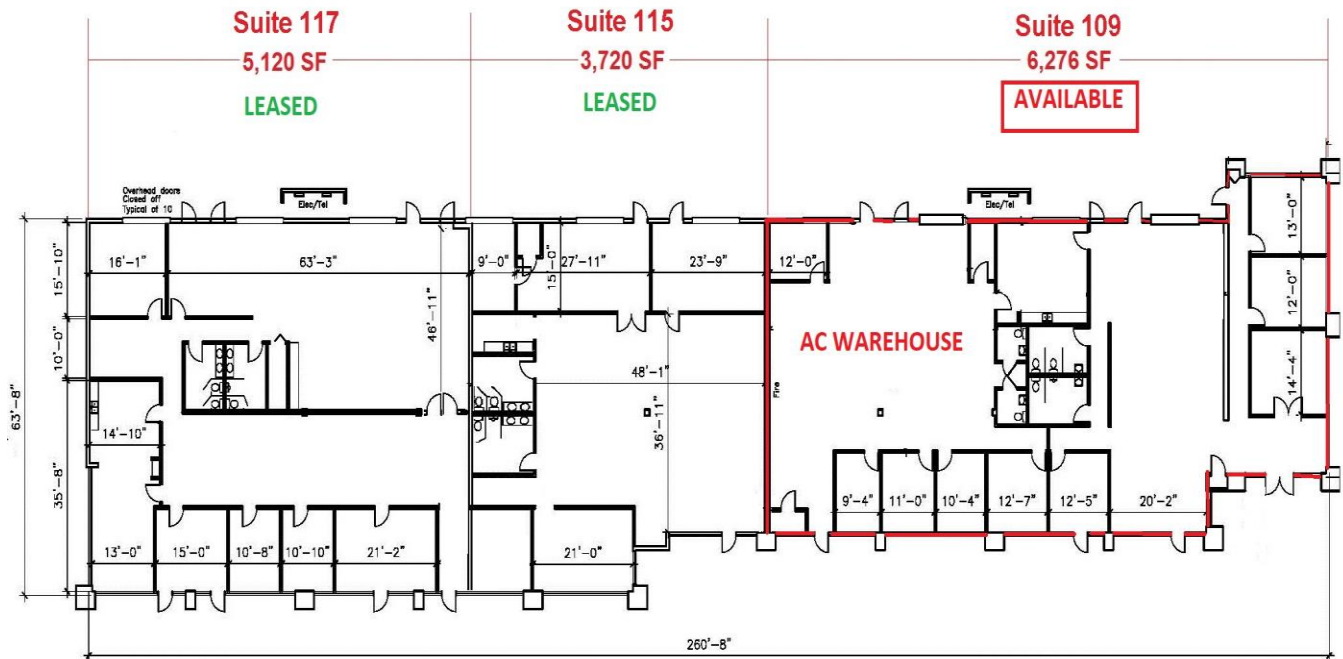 Suite 117
5,120 SF
LEASED
Suite 115
3,720 SF
LEASED
Suite 109
6,276 SF
AVAILABLE
Overhead doors
Closed off
Typical of 10
Elec/Tel
Elec/Tel
63'-8"
15'-10"
10'-0"
35'-8"
16'-1"
63'-3"
46'-11"
9'-0"
15'-0"
27'-11"
23'-9"
12'-0"
13'-0"
12'-0"
14'-4"
AC WAREHOUSE
Fire
48'-1"
36'-11"
14'-10"
9'-4"
11'-0"
10'-4"
12'-7"
12'-5"
20'-2"
13'-0"
15'-0"
10'-8"
10'-10"
21'-2"
21'-0"
260'-8"